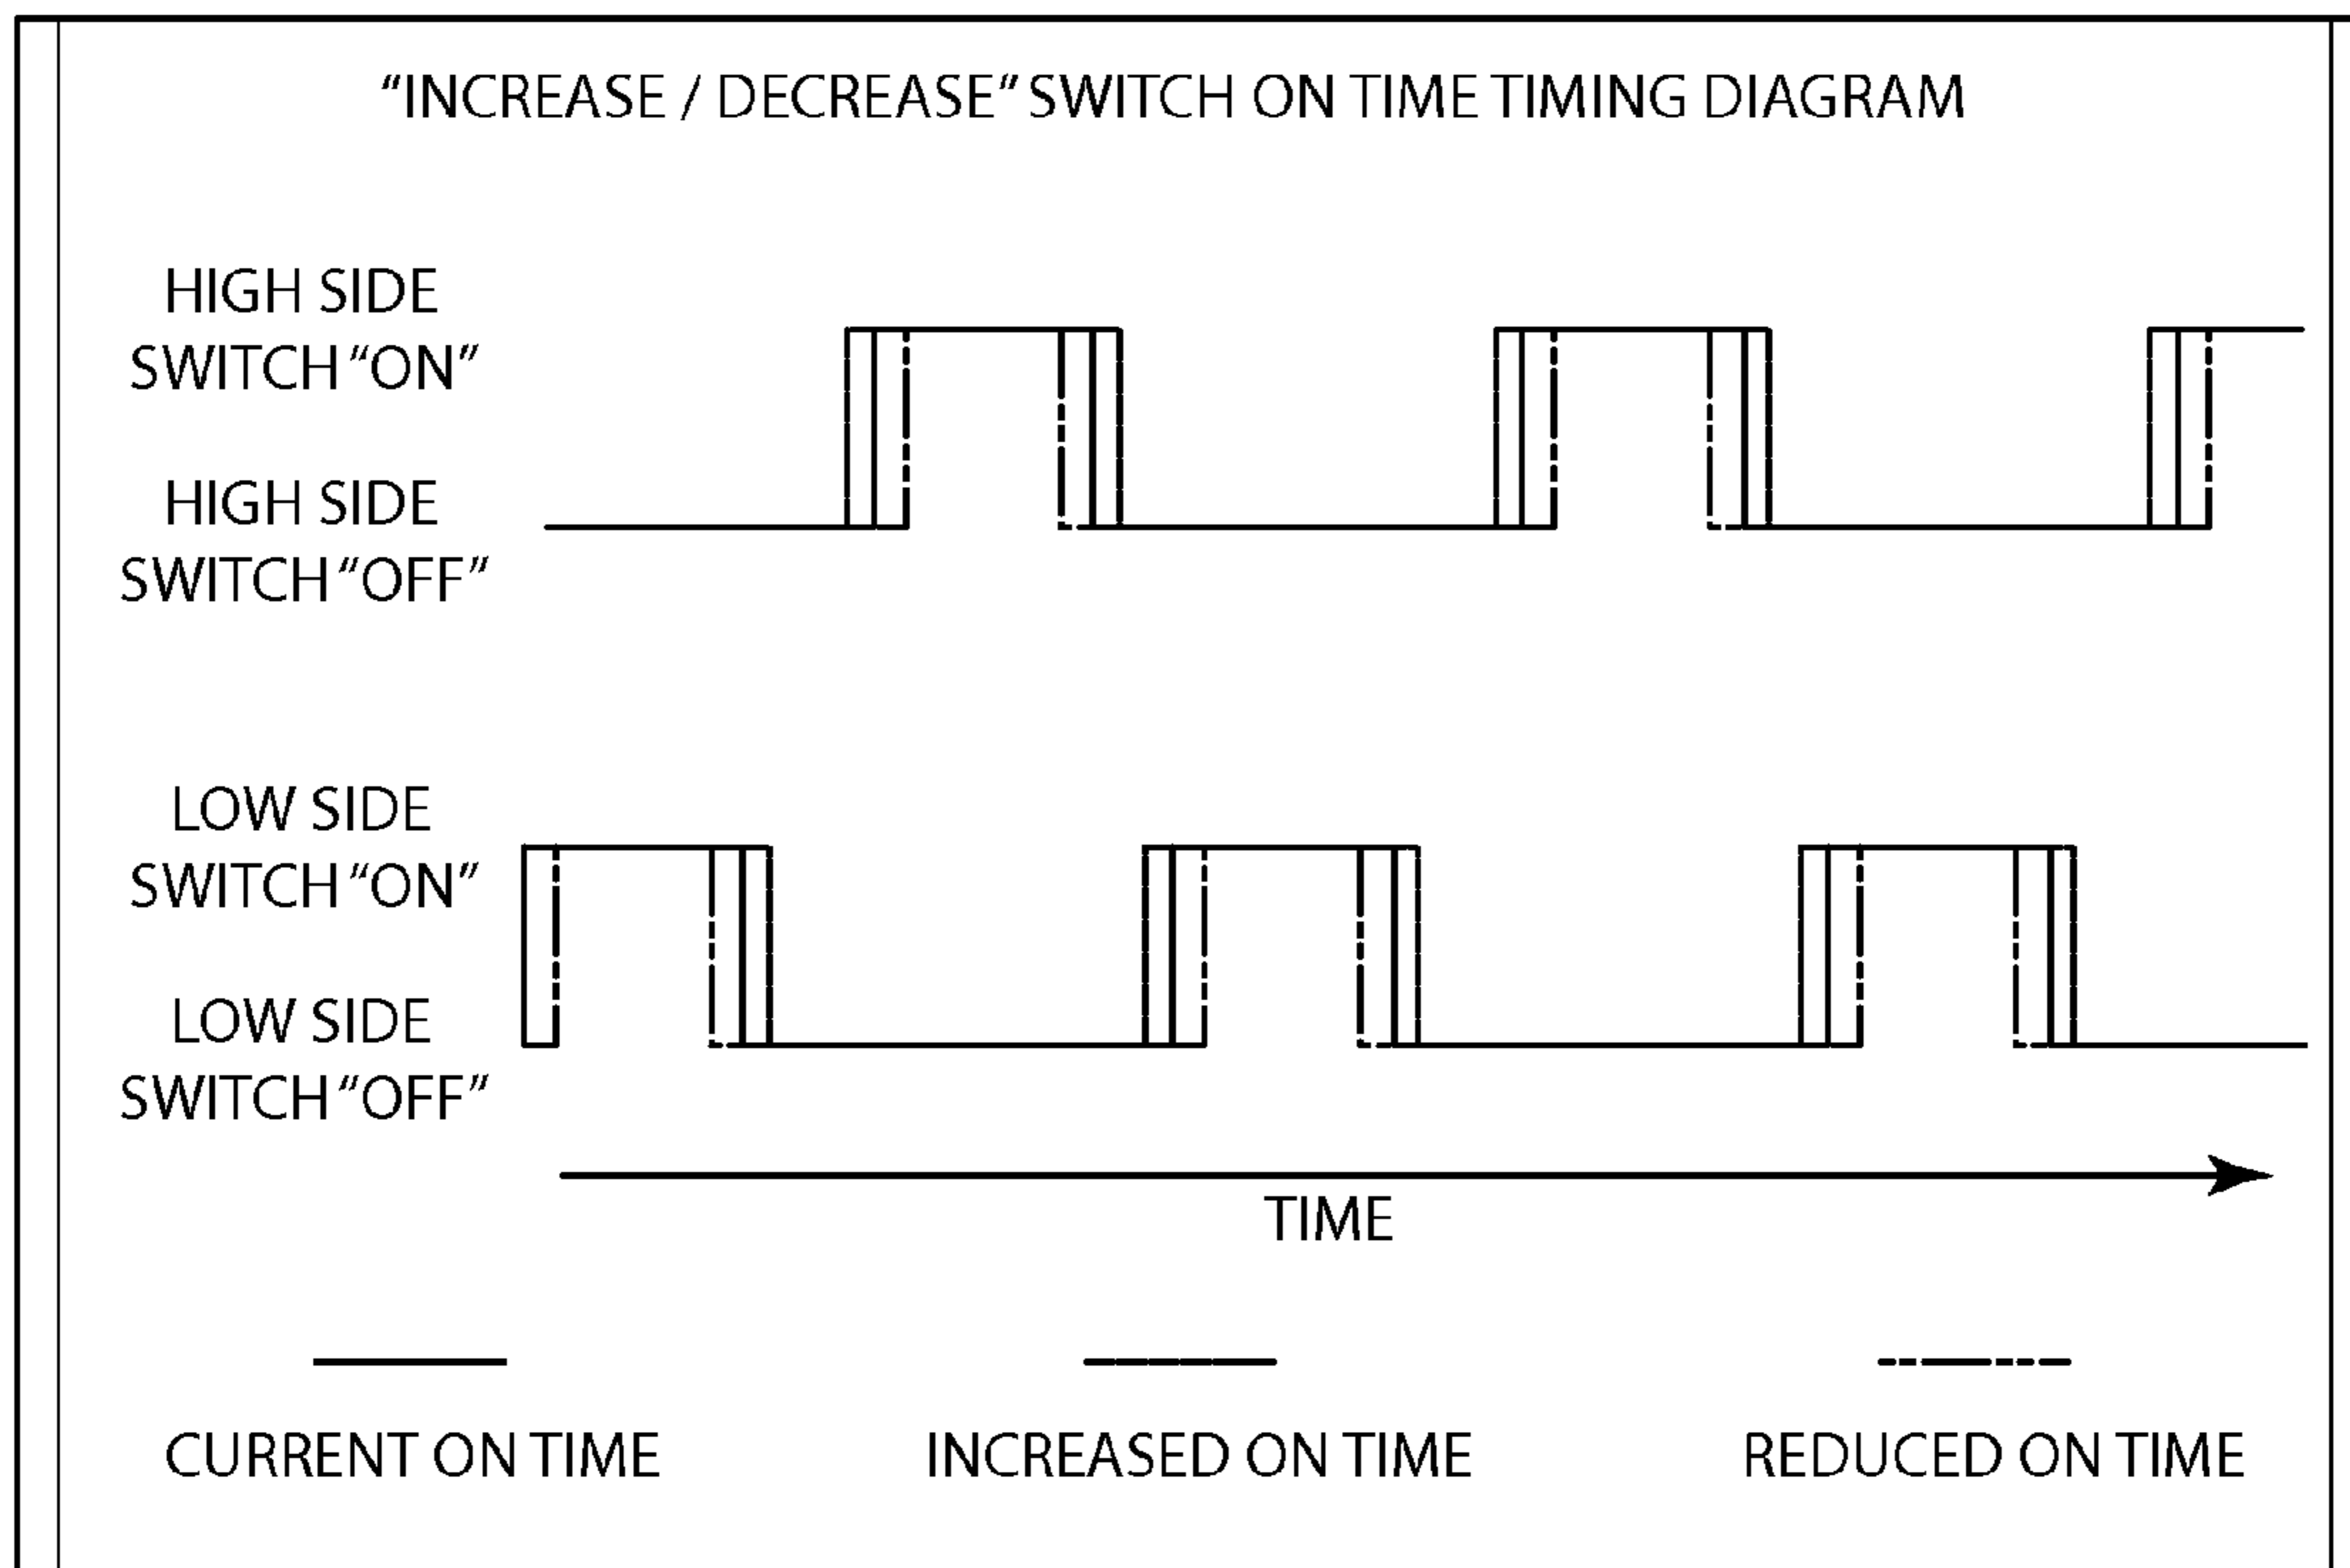 “INCREASE / DECREASE” SWITCH ON TIME TIMING DIAGRAM
HIGH SIDE
SWITCH “ON”
HIGH SIDE
SWITCH “OFF”
LOW SIDE
SWITCH “ON”
LOW SIDE
SWITCH “OFF”
TIME
CURRENT ON TIME
INCREASED ON TIME
REDUCED ON TIME